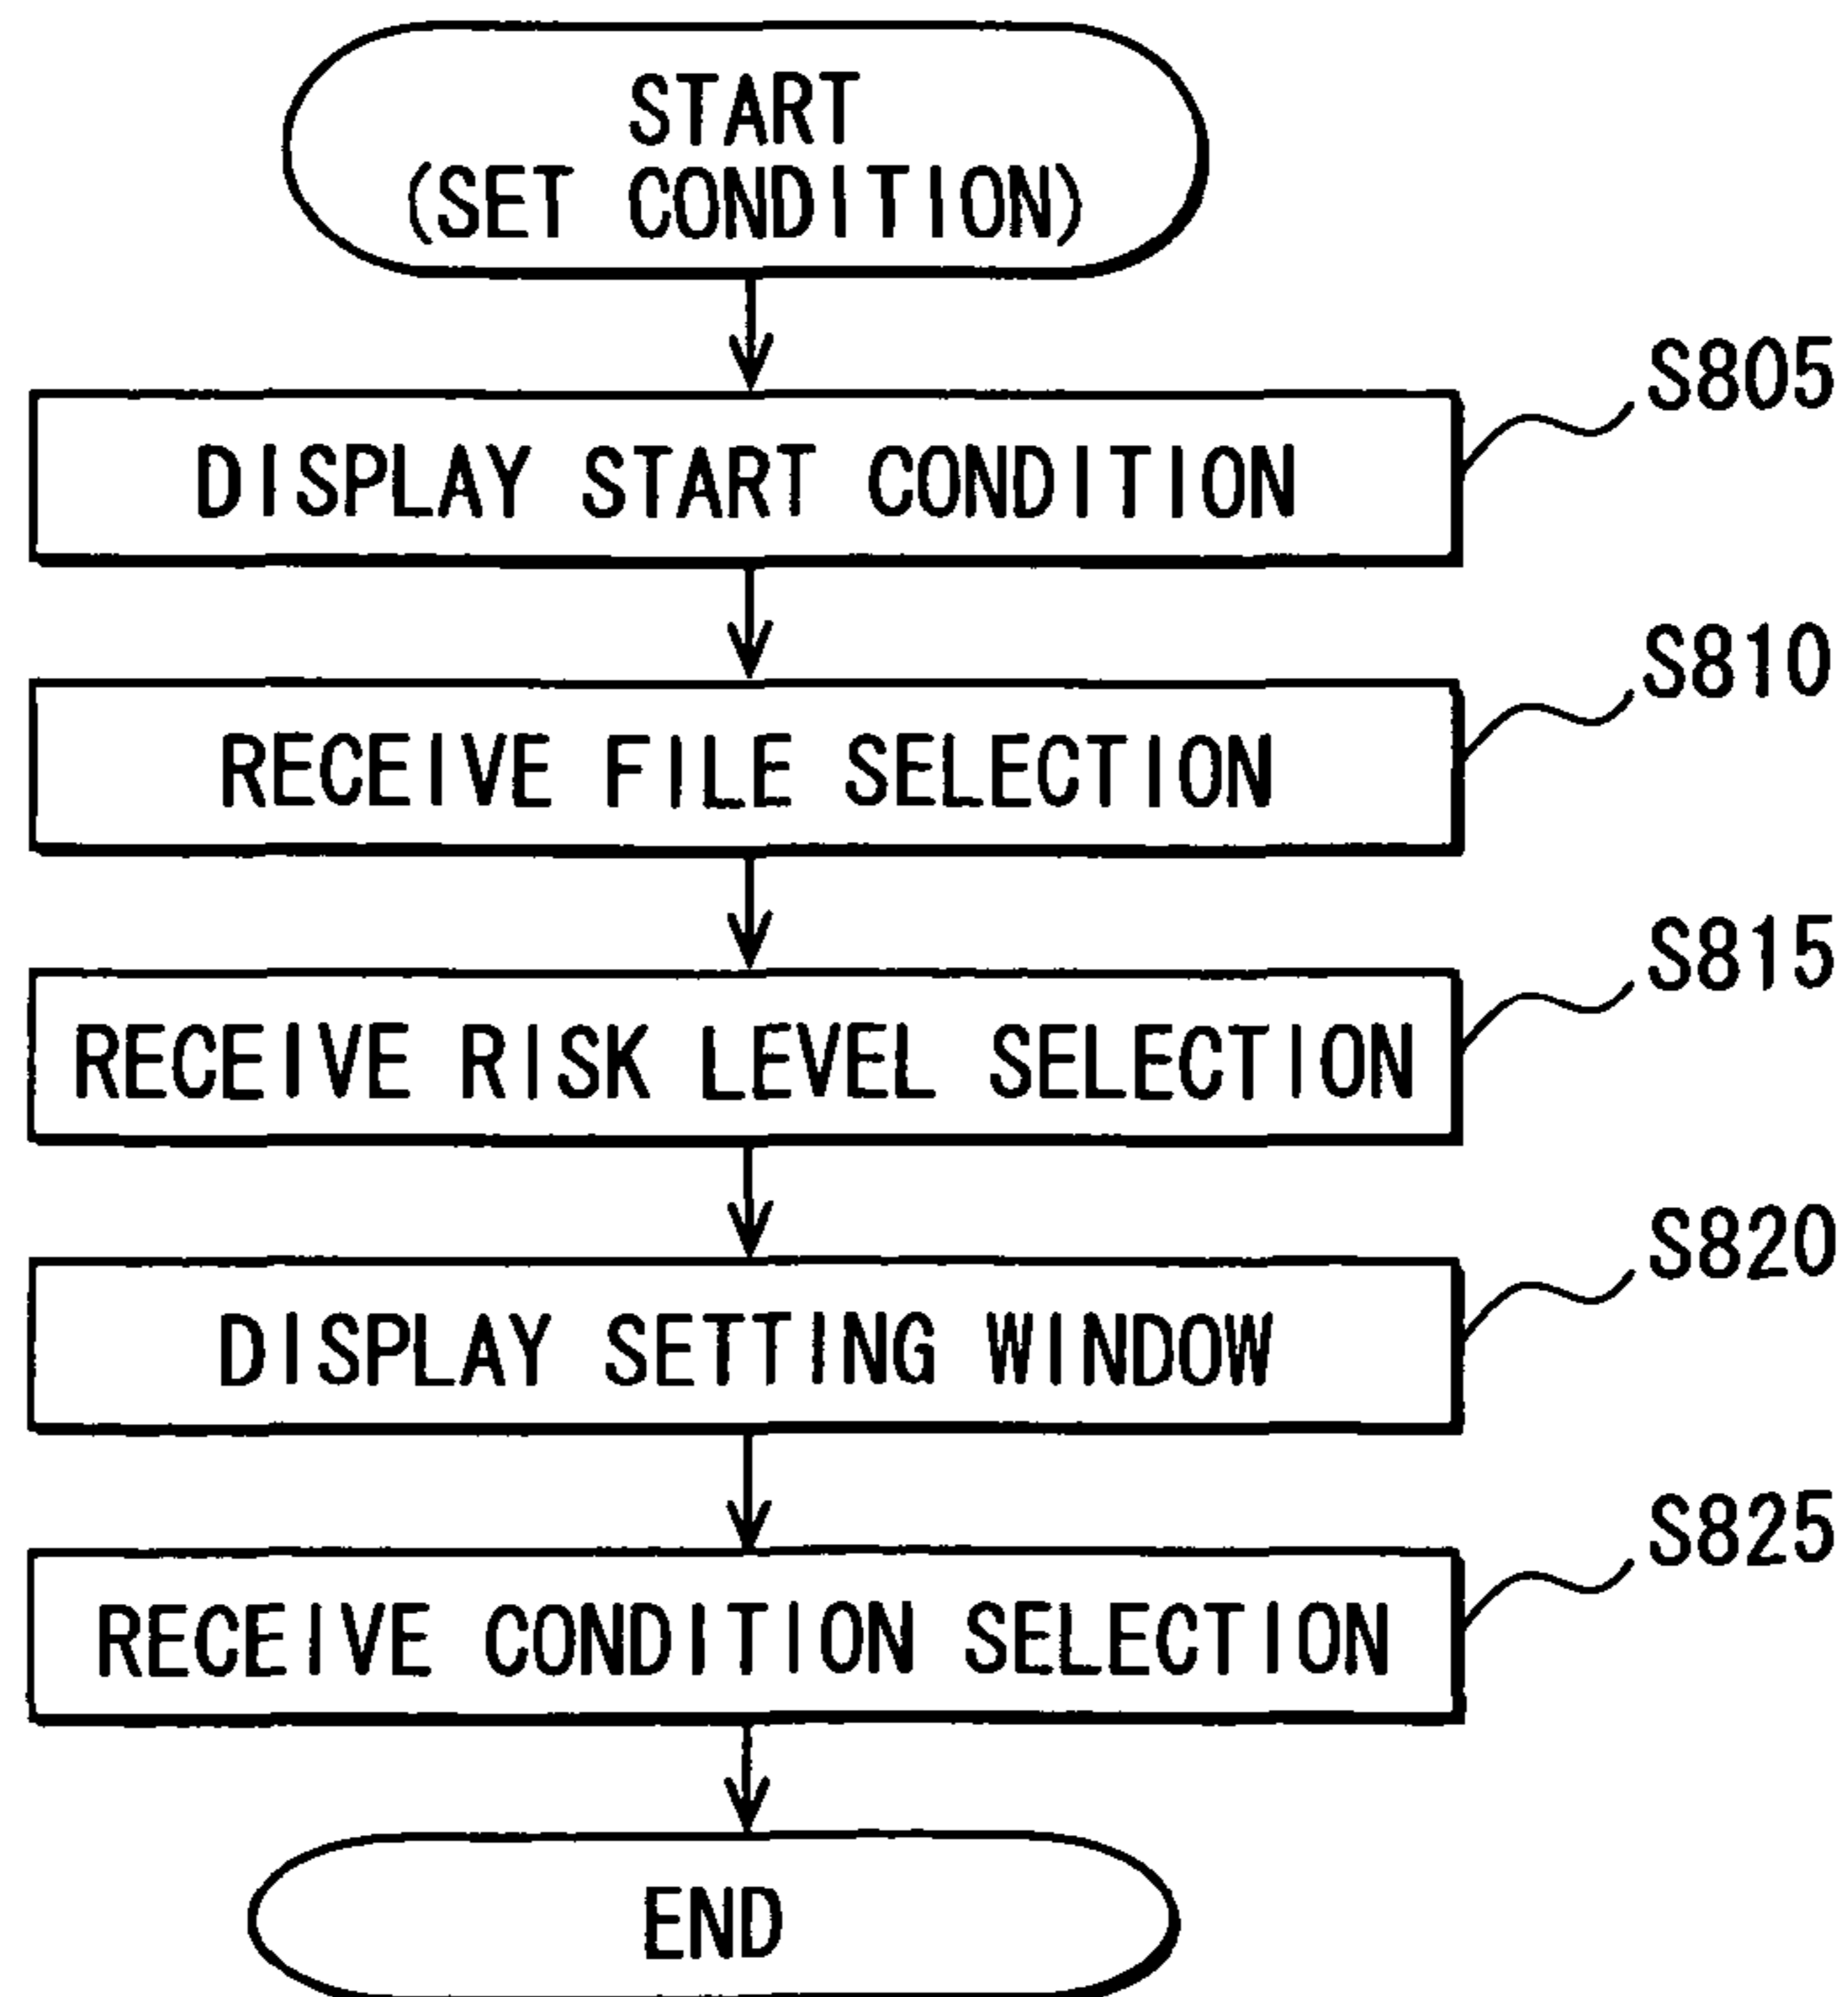 START
(SET CONDITION)
S805
DISPLAY START CONDITION
S810
RECEIVE FILE SELECTION
S815
RECEIVE RISK LEVEL SELECTION
S820
DISPLAY SETTING WINDOW
S825
RECEIVE CONDITION SELECTION
END